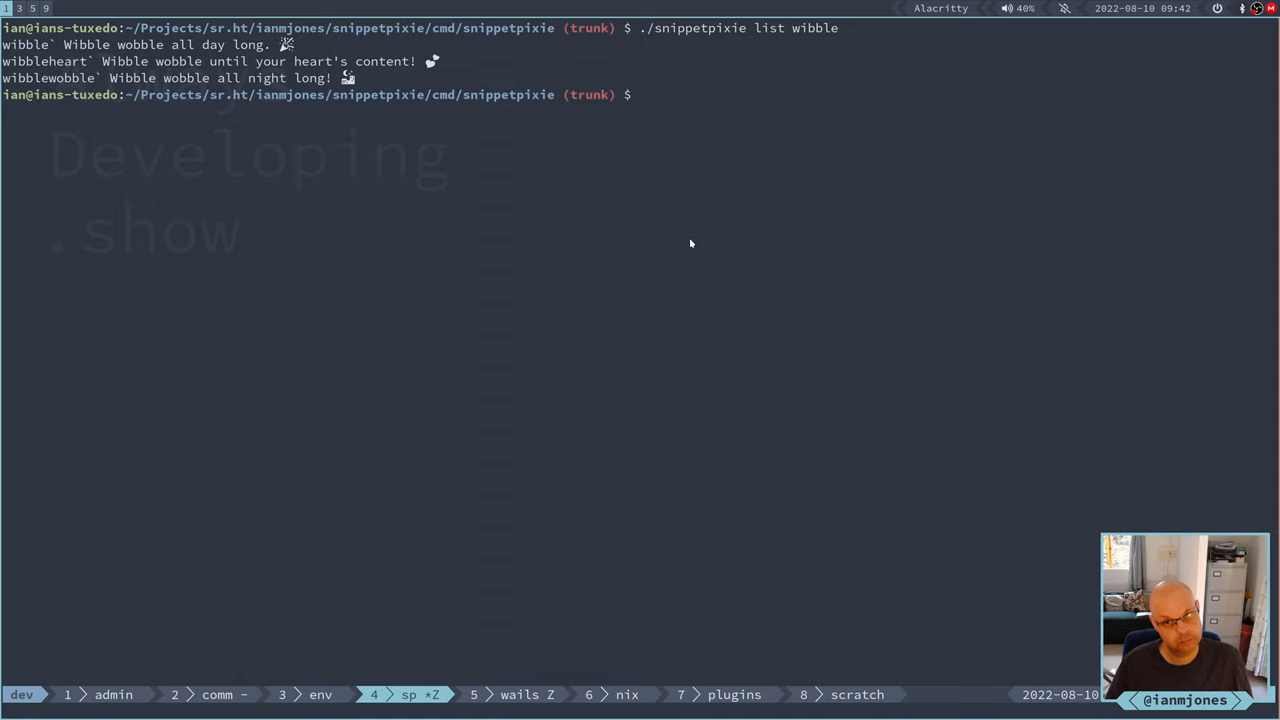 1 3 5 9 Alacritty 40% 2022-08-10 09:42 M
ian@ians-tuxedo:~/Projects/sr.ht/ianmjones/snippetpixie/cmd/snippetpixie (trunk) $ ./snippetpixie list wibble
wibble` Wibble wobble all day long. 🎉
wibbleheart` Wibble wobble until your heart's content! 💕
wibblewobble` Wibble wobble all night long! 🌃
ian@ians-tuxedo:~/Projects/sr.ht/ianmjones/snippetpixie/cmd/snippetpixie (trunk) $
Developing
.show
dev 1 admin 2 comm - 3 env 4 sp *Z 5 wails Z 6 nix 7 plugins 8 scratch 2022-08-10
@ianmjones